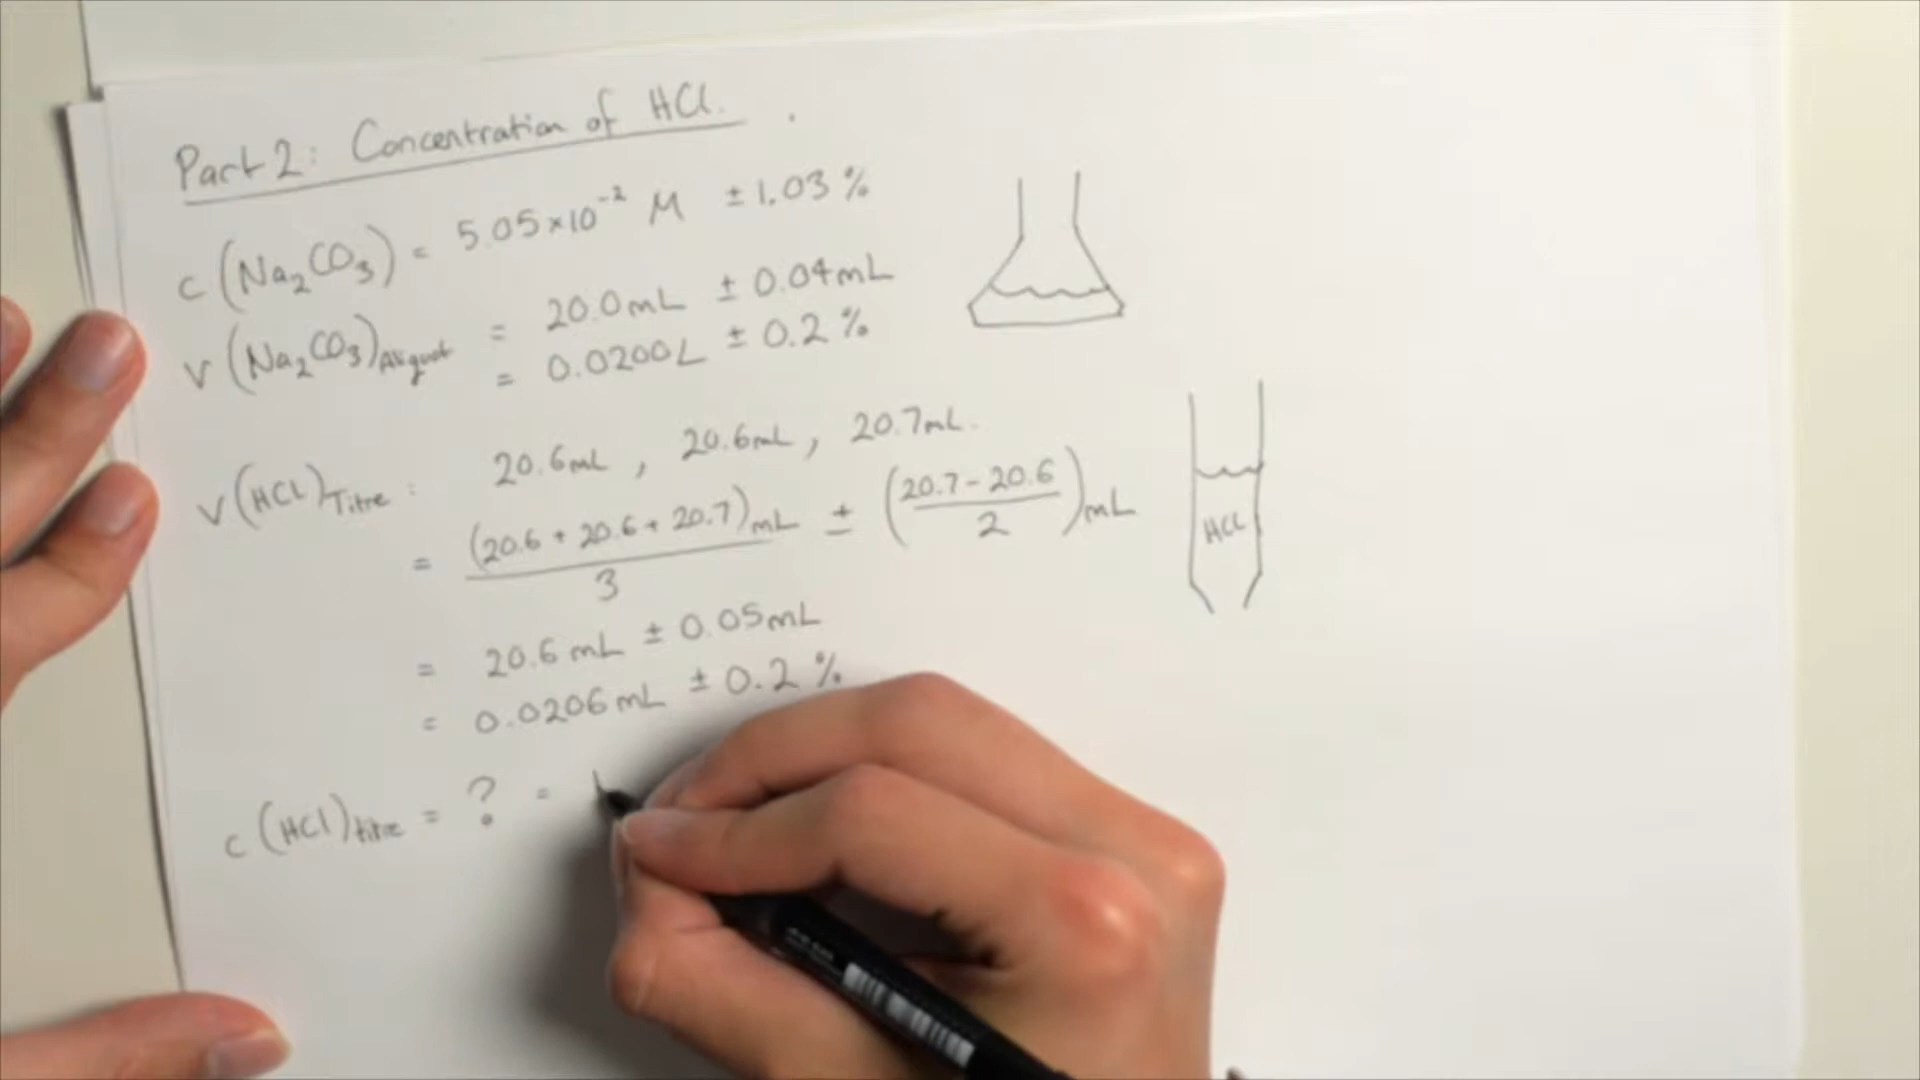 Part 2: Concentration of HCl.
c (Na₂CO₃) = 5.05×10⁻² M ± 1.03 %
V (Na₂CO₃)Aliquot = 20.0mL ± 0.04mL
= 0.0200L ± 0.2 %
V (HCl)Titre : 20.6mL , 20.6mL , 20.7mL.
= (20.6 + 20.6 + 20.7)mL / 3 ± (20.7 - 20.6 / 2)mL
= 20.6 mL ± 0.05mL
= 0.0206 mL ± 0.2 %
c (HCl)titre = ? =
HCl